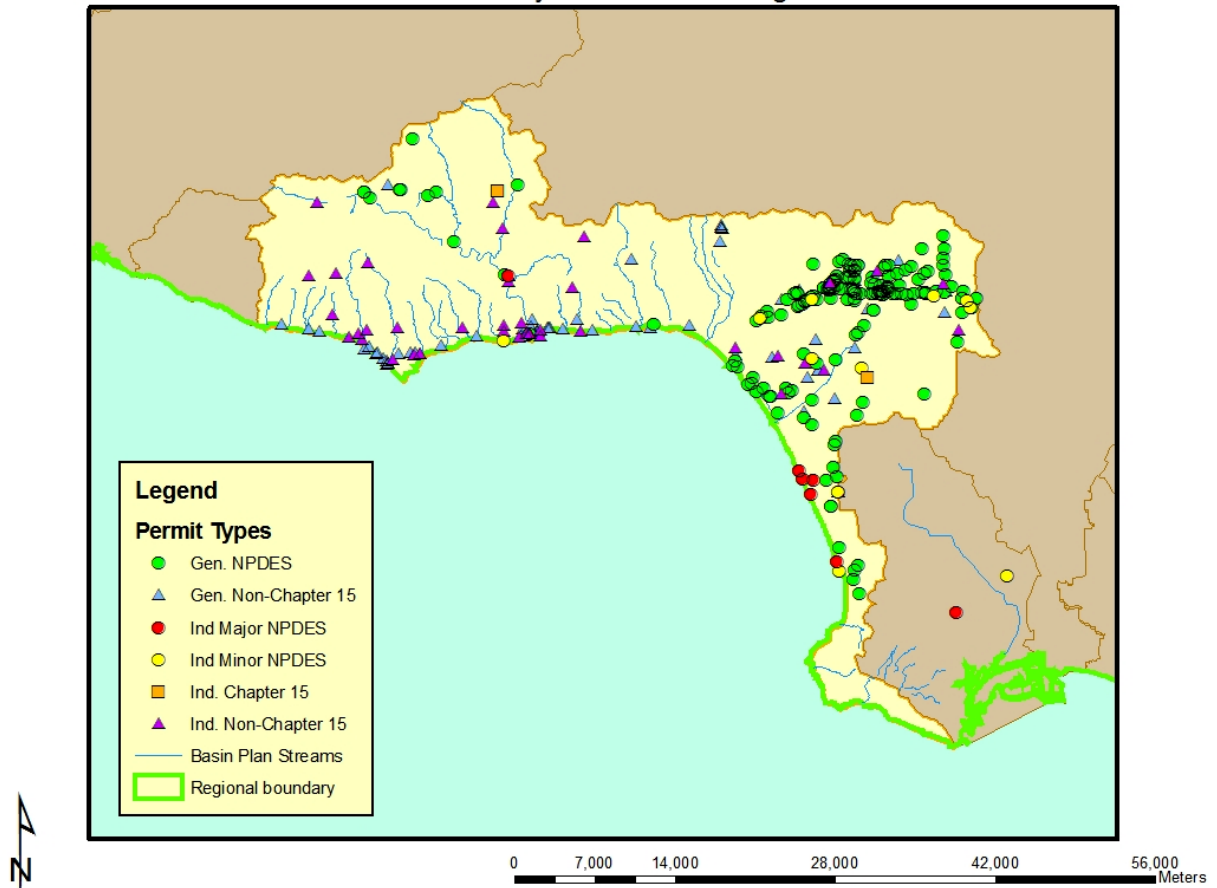 Legend
Permit Types
Gen. NPDES
Gen. Non-Chapter 15
Ind Major NPDES
Ind Minor NPDES
Ind. Chapter 15
Ind. Non-Chapter 15
Basin Plan Streams
Regional boundary
N
0 7,000 14,000 28,000 42,000 56,000
Meters